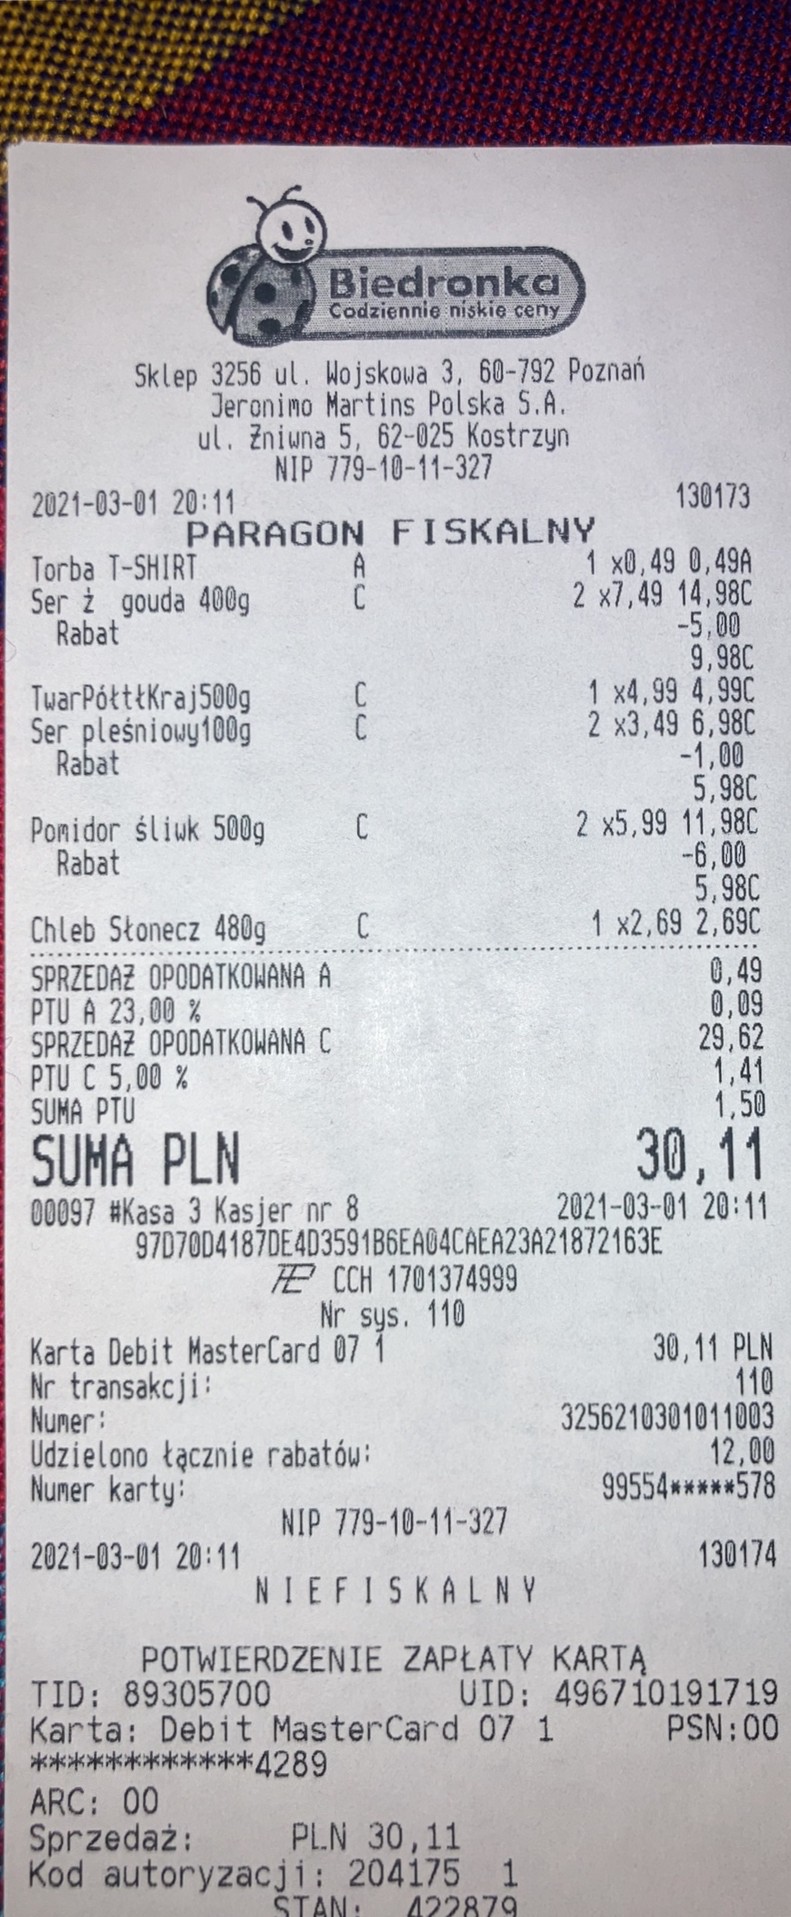 Biedronka
Codziennie niskie ceny
Sklep 3256 ul. Wojskowa 3, 60-792 Poznań
Jeronimo Martins Polska S.A.
ul. Żniwna 5, 62-025 Kostrzyn
NIP 779-10-11-327
2021-03-01 20:11 130173
PARAGON FISKALNY
Torba T-SHIRT A 1 x0,49 0,49A
Ser ż gouda 400g C 2 x7,49 14,98C
Rabat -5,00
9,98C
TwarPółtłKraj500g C 1 x4,99 4,99C
Ser pleśniowy100g C 2 x3,49 6,98C
Rabat -1,00
5,98C
Pomidor śliwk 500g C 2 x5,99 11,98C
Rabat -6,00
5,98C
Chleb Słonecz 480g C 1 x2,69 2,69C
SPRZEDAŻ OPODATKOWANA A 0,49
PTU A 23,00 % 0,09
SPRZEDAŻ OPODATKOWANA C 29,62
PTU C 5,00 % 1,41
SUMA PTU 1,50
SUMA PLN 30,11
00097 #Kasa 3 Kasjer nr 8 2021-03-01 20:11
97D70D4187DE4D3591B6EA04CAEA23A21872163E
CCH 1701374999
Nr sys. 110
Karta Debit MasterCard 07 1 30,11 PLN
Nr transakcji: 110
Numer: 3256210301011003
Udzielono łącznie rabatów: 12,00
Numer karty: 99554*****578
NIP 779-10-11-327
2021-03-01 20:11 130174
NIEFISKALNY
POTWIERDZENIE ZAPŁATY KARTĄ
TID: 89305700 UID: 496710191719
Karta: Debit MasterCard 07 1 PSN:00
************4289
ARC: 00
Sprzedaż: PLN 30,11
Kod autoryzacji: 204175 1
STAN: 422879